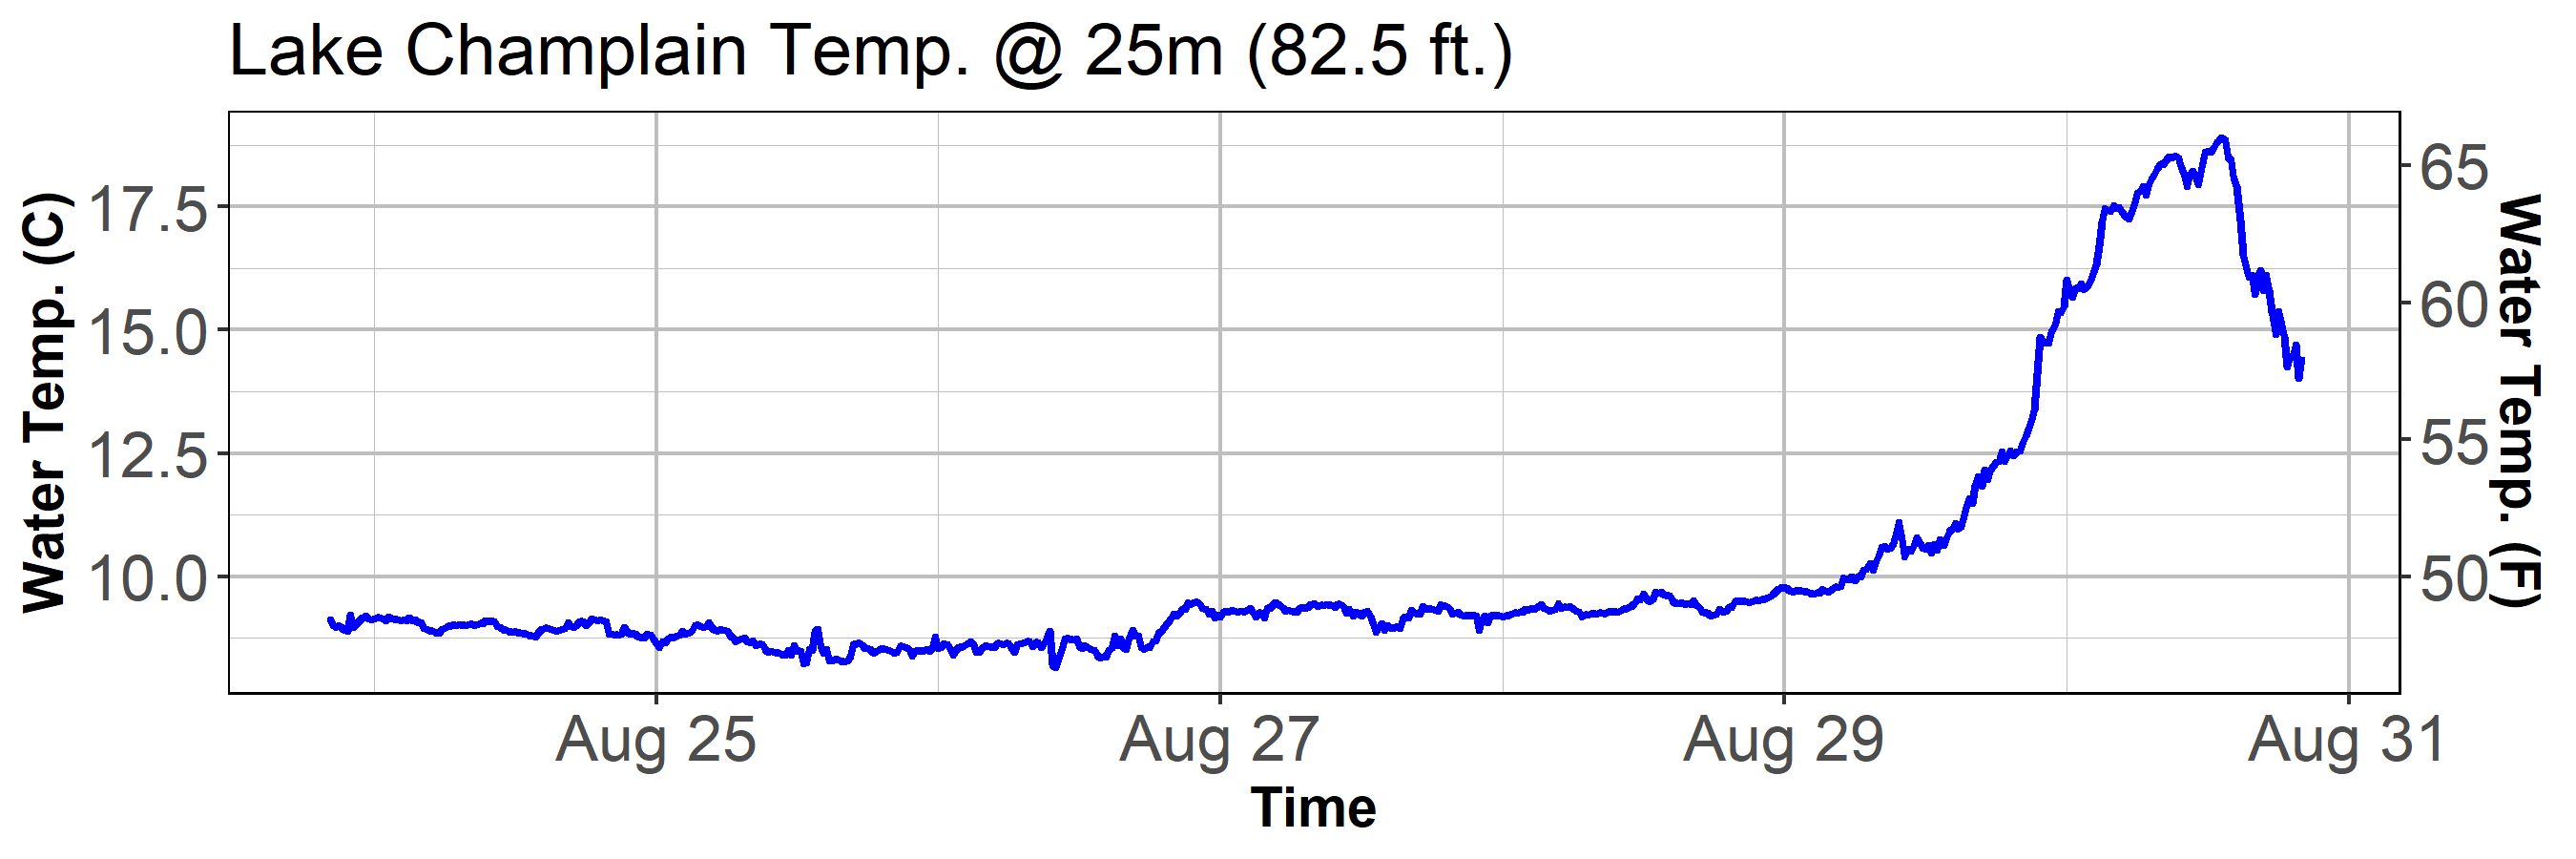 Lake Champlain Temp. @ 25m (82.5 ft.)
Water Temp. (C)
17.5
15.0
12.5
10.0
65
60
55
50
Water Temp. (F)
Aug 25
Aug 27
Aug 29
Aug 31
Time